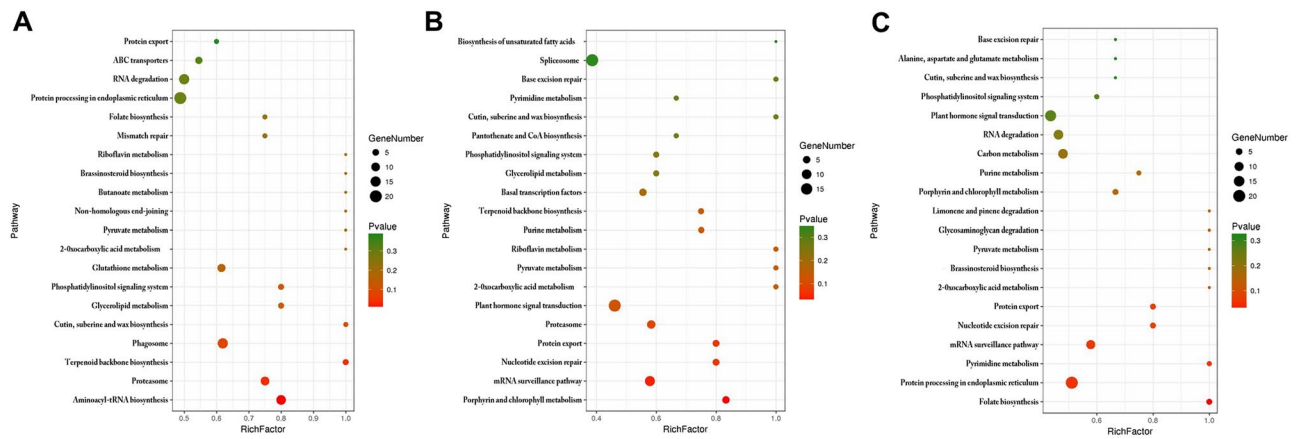 A
Protein export
ABC transporters
RNA degradation
Protein processing in endoplasmic reticulum
Folate biosynthesis
Mismatch repair
Riboflavin metabolism
Brassinosteroid biosynthesis
Butanoate metabolism
Non-homologous end-joining
Pyruvate metabolism
2-0xocarboxylic acid metabolism
Glutathione metabolism
Phosphatidylinositol signaling system
Glycerolipid metabolism
Cutin, suberine and wax biosynthesis
Phagosome
Terpenoid backbone biosynthesis
Proteasome
Aminoacyl-tRNA biosynthesis
Pathway
0.5 0.6 0.7 0.8 0.9 1.0
RichFactor
GeneNumber
5
10
15
20
Pvalue
0.3
0.2
0.1
B
Biosynthesis of unsaturated fatty acids
Spliceosome
Base excision repair
Pyrimidine metabolism
Cutin, suberine and wax biosynthesis
Pantothenate and CoA biosynthesis
Phosphatidylinositol signaling system
Glycerolipid metabolism
Basal transcription factors
Terpenoid backbone biosynthesis
Purine metabolism
Riboflavin metabolism
Pyruvate metabolism
2-0xocarboxylic acid metabolism
Plant hormone signal transduction
Proteasome
Protein export
Nucleotide excision repair
mRNA surveillance pathway
Porphyrin and chlorophyll metabolism
Pathway
0.4 0.6 0.8 1.0
RichFactor
GeneNumber
5
10
15
Pvalue
0.3
0.2
0.1
C
Base excision repair
Alanine, aspartate and glutamate metabolism
Cutin, suberine and wax biosynthesis
Phosphatidylinositol signaling system
Plant hormone signal transduction
RNA degradation
Carbon metabolism
Purine metabolism
Porphyrin and chlorophyll metabolism
Limonene and pinene degradation
Glycosaminoglycan degradation
Pyruvate metabolism
Brassinosteroid biosynthesis
2-0xocarboxylic acid metabolism
Protein export
Nucleotide excision repair
mRNA surveillance pathway
Pyrimidine metabolism
Protein processing in endoplasmic reticulum
Folate biosynthesis
Pathway
0.6 0.8 1.0
RichFactor
GeneNumber
5
10
15
20
Pvalue
0.3
0.2
0.1